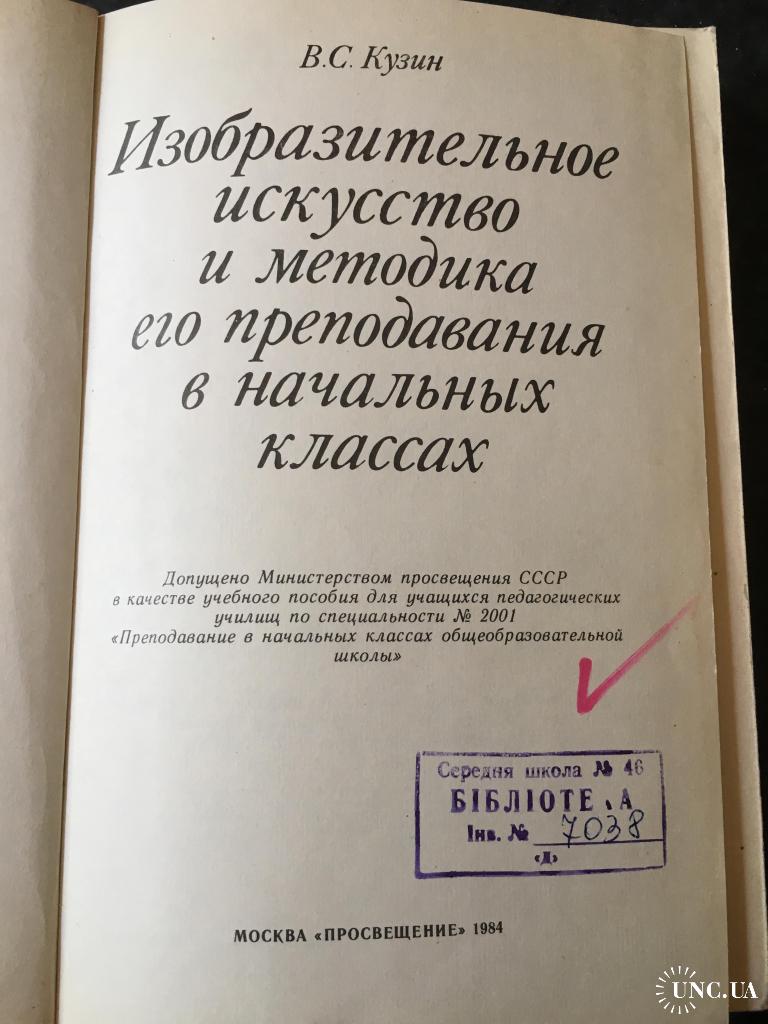 В.С. Кузин
Изобразительное
искусство
и методика
его преподавания
в начальных
классах
Допущено Министерством просвещения СССР
в качестве учебного пособия для учащихся педагогических
училищ по специальности № 2001
«Преподавание в начальных классах общеобразовательной
школы»
Середня школа № 46
БІБЛІОТЕ А
Інв. № 7038
«Д»
МОСКВА «ПРОСВЕЩЕНИЕ» 1984
UNC.UA